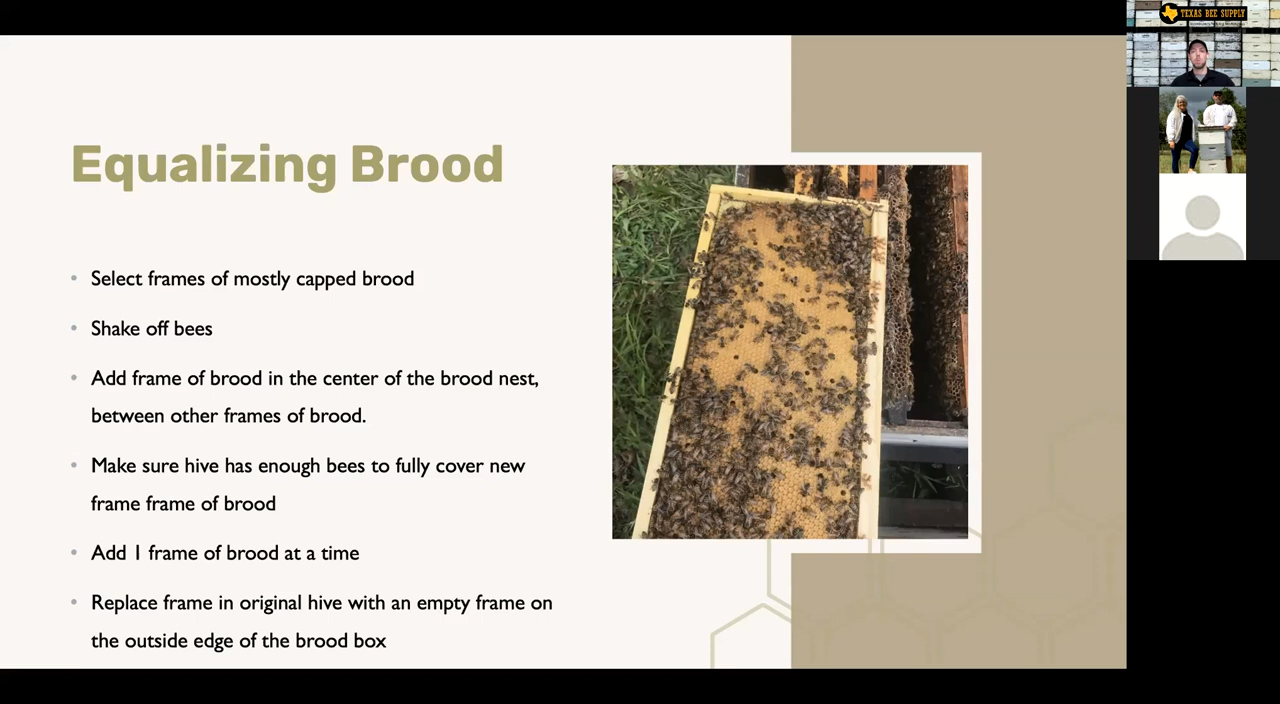 TEXAS BEE SUPPLY
Equalizing Brood
Select frames of mostly capped brood
Shake off bees
Add frame of brood in the center of the brood nest,
between other frames of brood.
Make sure hive has enough bees to fully cover new
frame frame of brood
Add 1 frame of brood at a time
Replace frame in original hive with an empty frame on
the outside edge of the brood box